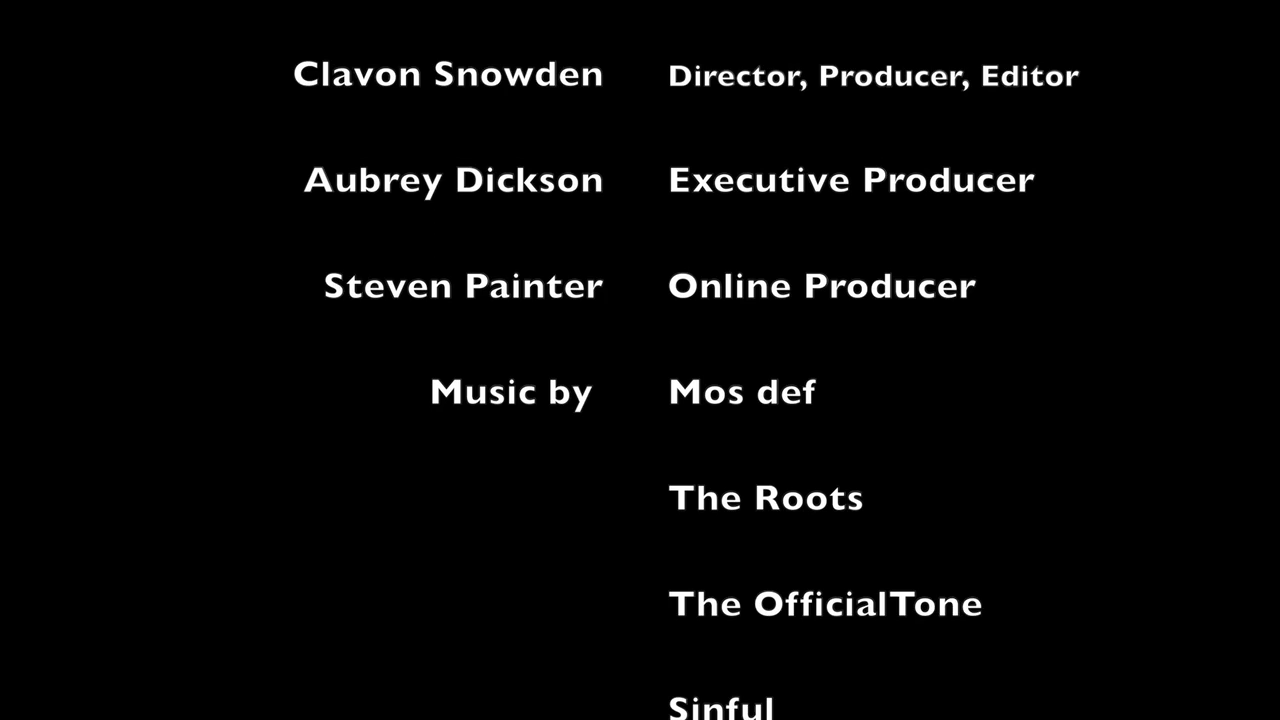 Clavon Snowden Director, Producer, Editor
Aubrey Dickson Executive Producer
Steven Painter Online Producer
Music by Mos def
The Roots
The OfficialTone
Sinful